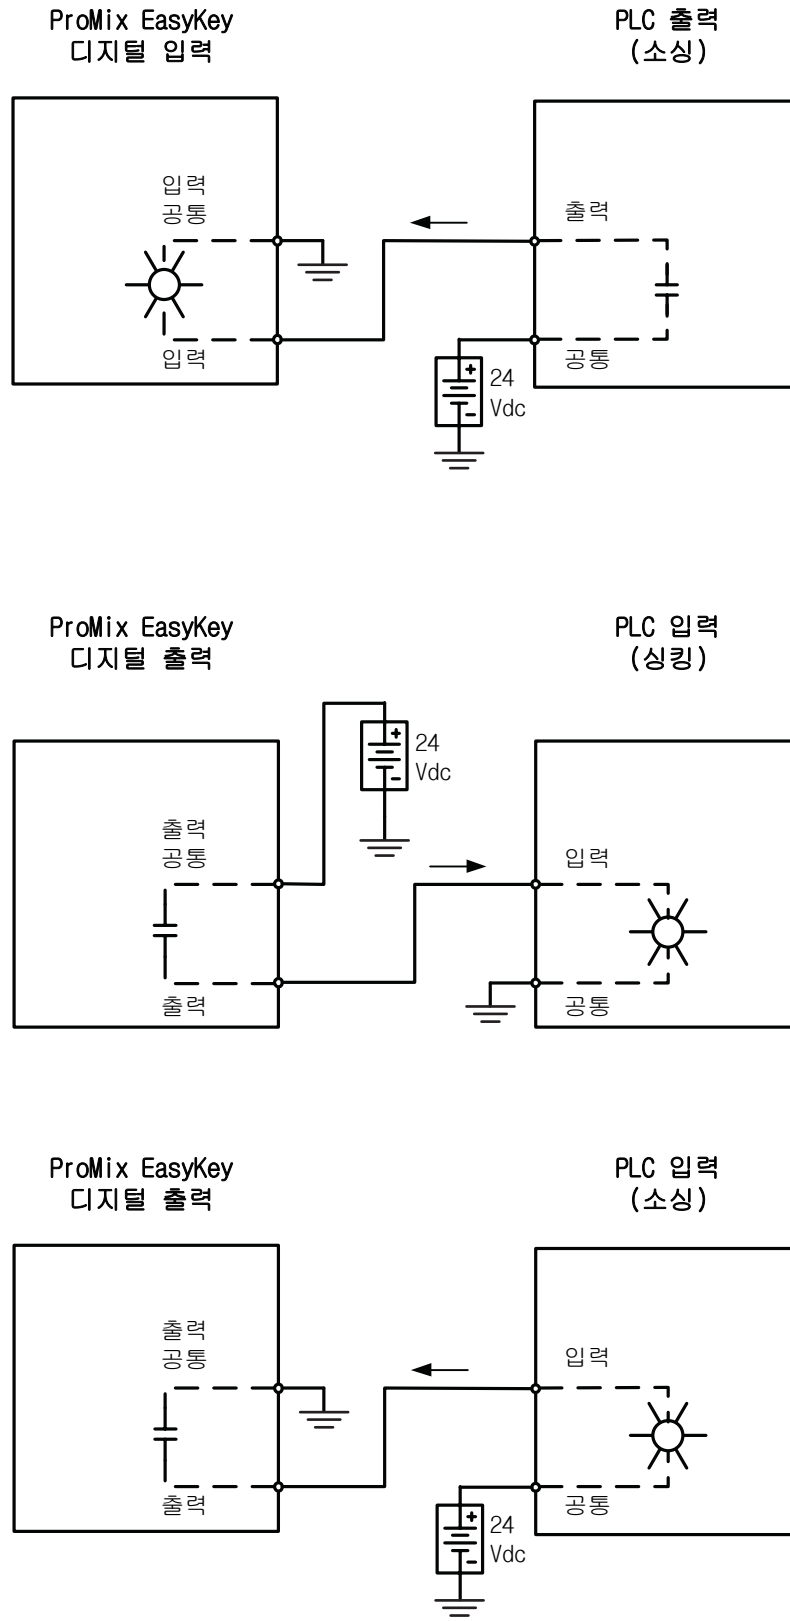 ProMix EasyKey
디지털 입력
PLC 출력
(소싱)
입력
공통
입력
출력
공통
+
24
Vdc
−
ProMix EasyKey
디지털 출력
PLC 입력
(싱킹)
+
24
Vdc
−
출력
공통
출력
입력
공통
ProMix EasyKey
디지털 출력
PLC 입력
(소싱)
출력
공통
출력
입력
공통
+
24
Vdc
−